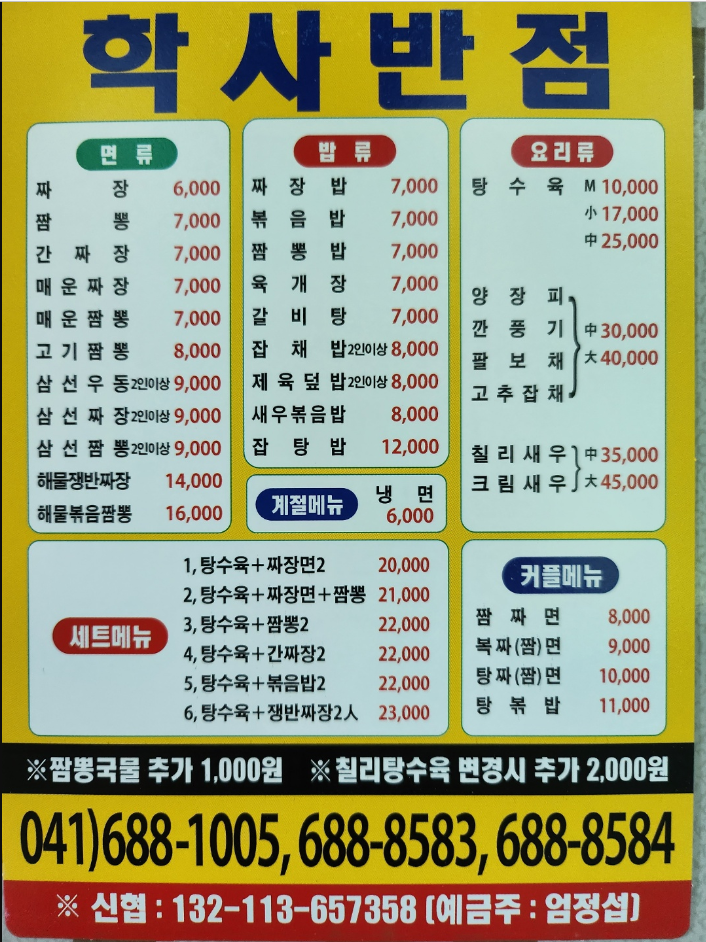 학사반점
면류
짜장 6,000
짬뽕 7,000
간짜장 7,000
매운짜장 7,000
매운짬뽕 7,000
고기짬뽕 8,000
삼선우동2인이상 9,000
삼선짜장2인이상 9,000
삼선짬뽕2인이상 9,000
해물쟁반짜장 14,000
해물볶음짬뽕 16,000
밥류
짜장밥 7,000
볶음밥 7,000
짬뽕밥 7,000
육개장 7,000
갈비탕 7,000
잡채밥2인이상 8,000
제육덮밥2인이상 8,000
새우볶음밥 8,000
잡탕밥 12,000
계절메뉴
냉면
6,000
요리류
탕수육 M 10,000
小 17,000
中 25,000
양장피
깐풍기 中 30,000
팔보채 大 40,000
고추잡채
칠리새우 中 35,000
크림새우 大 45,000
세트메뉴
1, 탕수육+짜장면2 20,000
2, 탕수육+짜장면+짬뽕 21,000
3, 탕수육+짬뽕2 22,000
4, 탕수육+간짜장2 22,000
5, 탕수육+볶음밥2 22,000
6, 탕수육+쟁반짜장2人 23,000
커플메뉴
짬짜면 8,000
복짜(짬)면 9,000
탕짜(짬)면 10,000
탕볶밥 11,000
※짬뽕국물 추가 1,000원 ※칠리탕수육 변경시 추가 2,000원
041)688-1005, 688-8583, 688-8584
※ 신협 : 132-113-657358 (예금주 : 엄정섭)